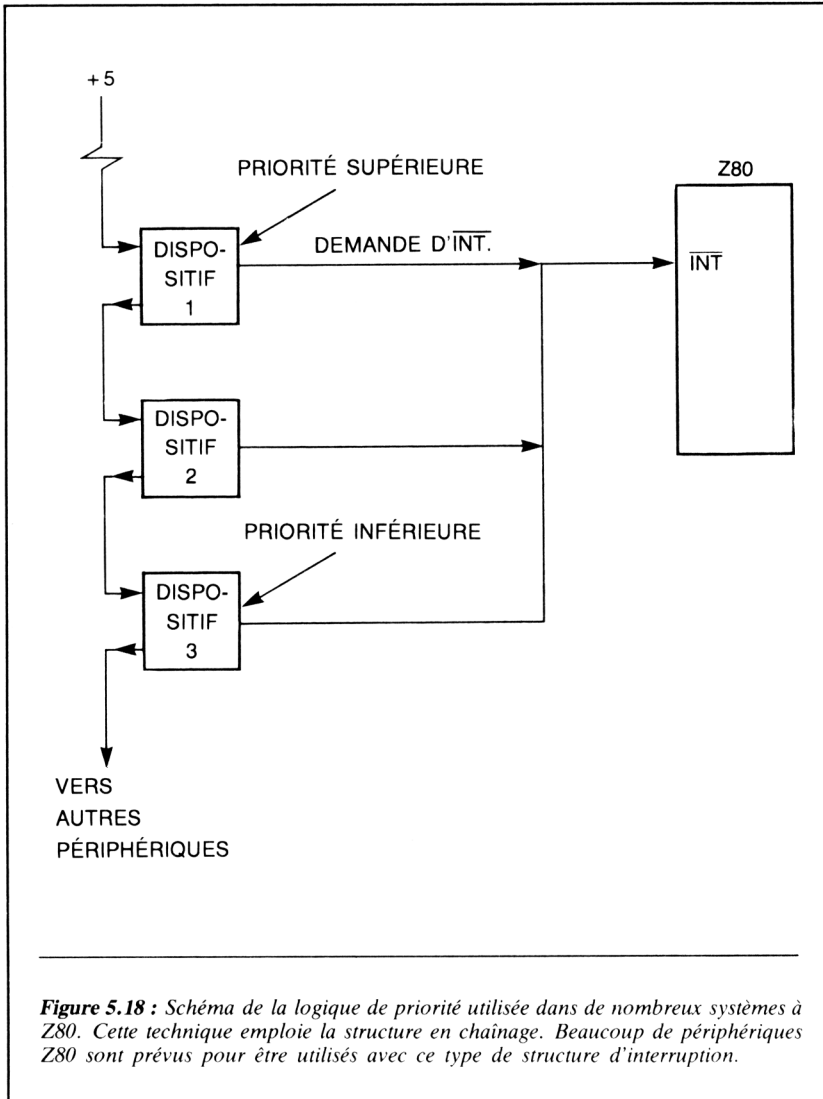 +5
PRIORITÉ SUPÉRIEURE
Z80
DISPO-
SITIF
1
DEMANDE D'INT.
INT
DISPO-
SITIF
2
PRIORITÉ INFÉRIEURE
DISPO-
SITIF
3
VERS
AUTRES
PÉRIPHÉRIQUES
Figure 5.18 : Schéma de la logique de priorité utilisée dans de nombreux systèmes à
Z80. Cette technique emploie la structure en chaînage. Beaucoup de périphériques
Z80 sont prévus pour être utilisés avec ce type de structure d'interruption.